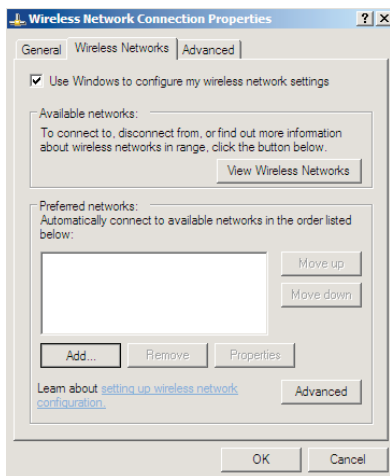 Wireless Network Connection Properties
General Wireless Networks Advanced
Use Windows to configure my wireless network settings
Available networks:
To connect to, disconnect from, or find out more information
about wireless networks in range, click the button below.
View Wireless Networks
Preferred networks:
Automatically connect to available networks in the order listed
below:
Move up
Move down
Add... Remove Properties
Learn about setting up wireless network
configuration.
Advanced
OK Cancel